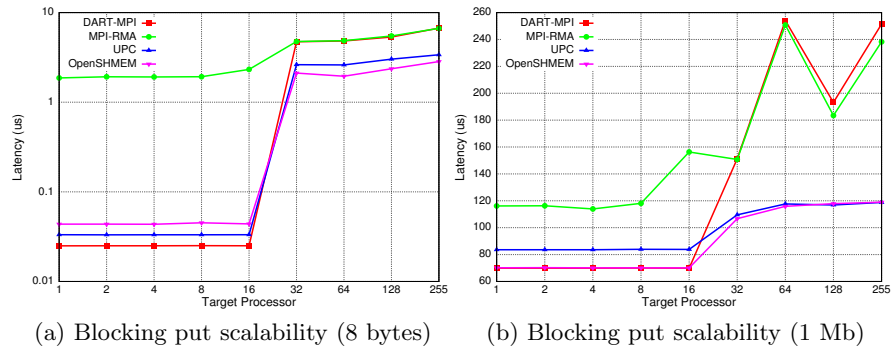 DART-MPI
MPI-RMA
UPC
OpenSHMEM
Latency (us)
10
1
0.1
0.01
1 2 4 8 16 32 64 128 255
Target Processor
(a) Blocking put scalability (8 bytes)
DART-MPI
MPI-RMA
UPC
OpenSHMEM
Latency (us)
260
240
220
200
180
160
140
120
100
80
60
1 2 4 8 16 32 64 128 255
Target Processor
(b) Blocking put scalability (1 Mb)